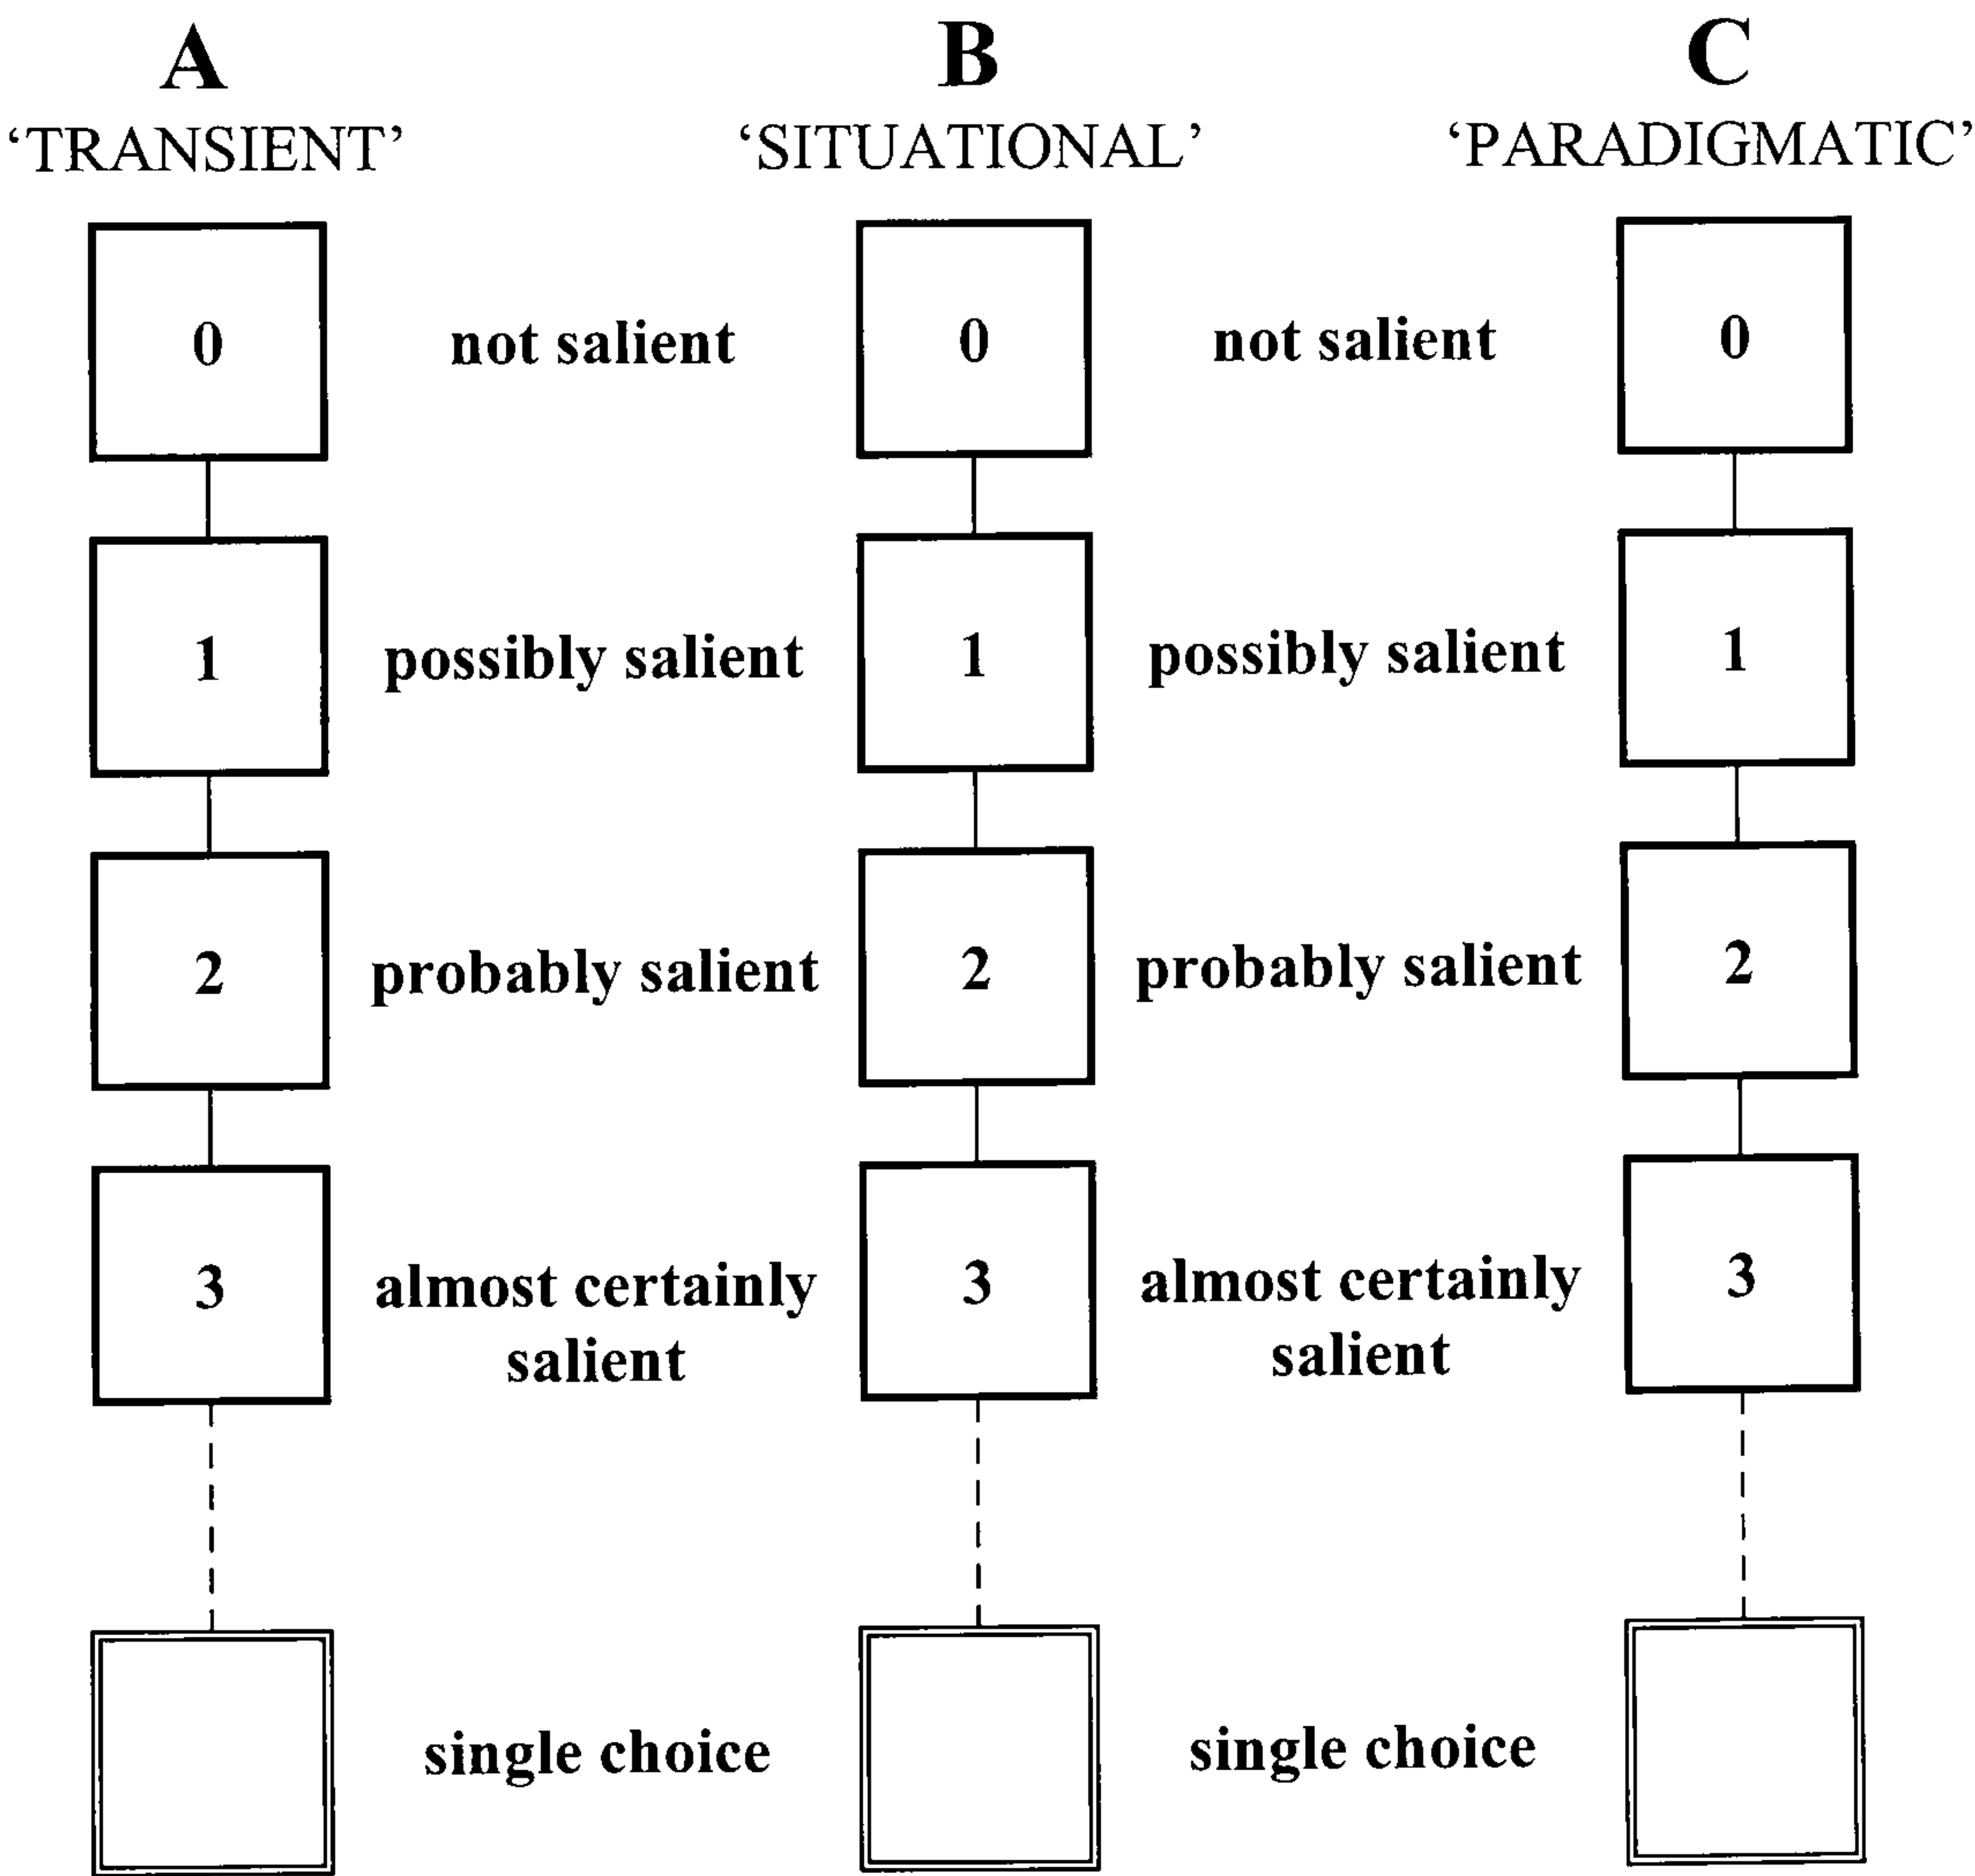 A B C
‘TRANSIENT’ ‘SITUATIONAL’ ‘PARADIGMATIC’
0 not salient 0 not salient 0
1 possibly salient 1 possibly salient 1
2 probably salient 2 probably salient 2
3 almost certainly 3 almost certainly 3
salient salient
single choice single choice